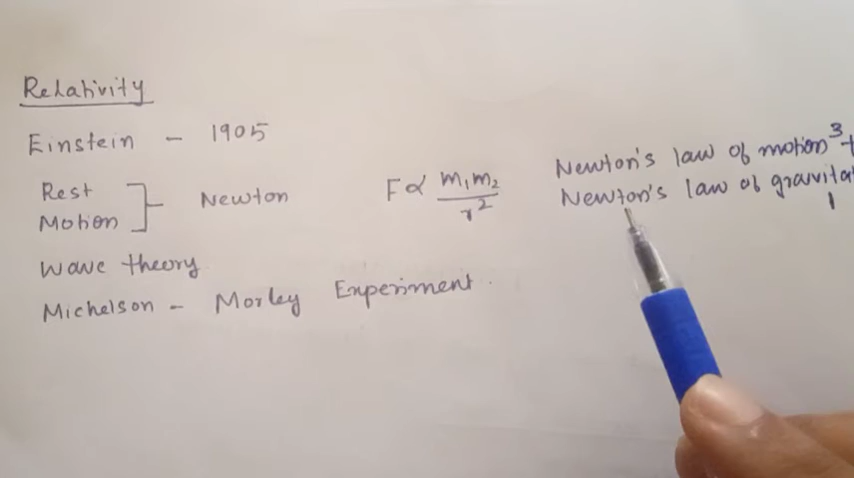 Relativity
Einstein - 1905
Rest
Motion
Newton
F ∝ m₁m₂ / r²
Newton's law of motion 3 +
Newton's law of
1
Wave theory
Michelson - Morley Experiment.